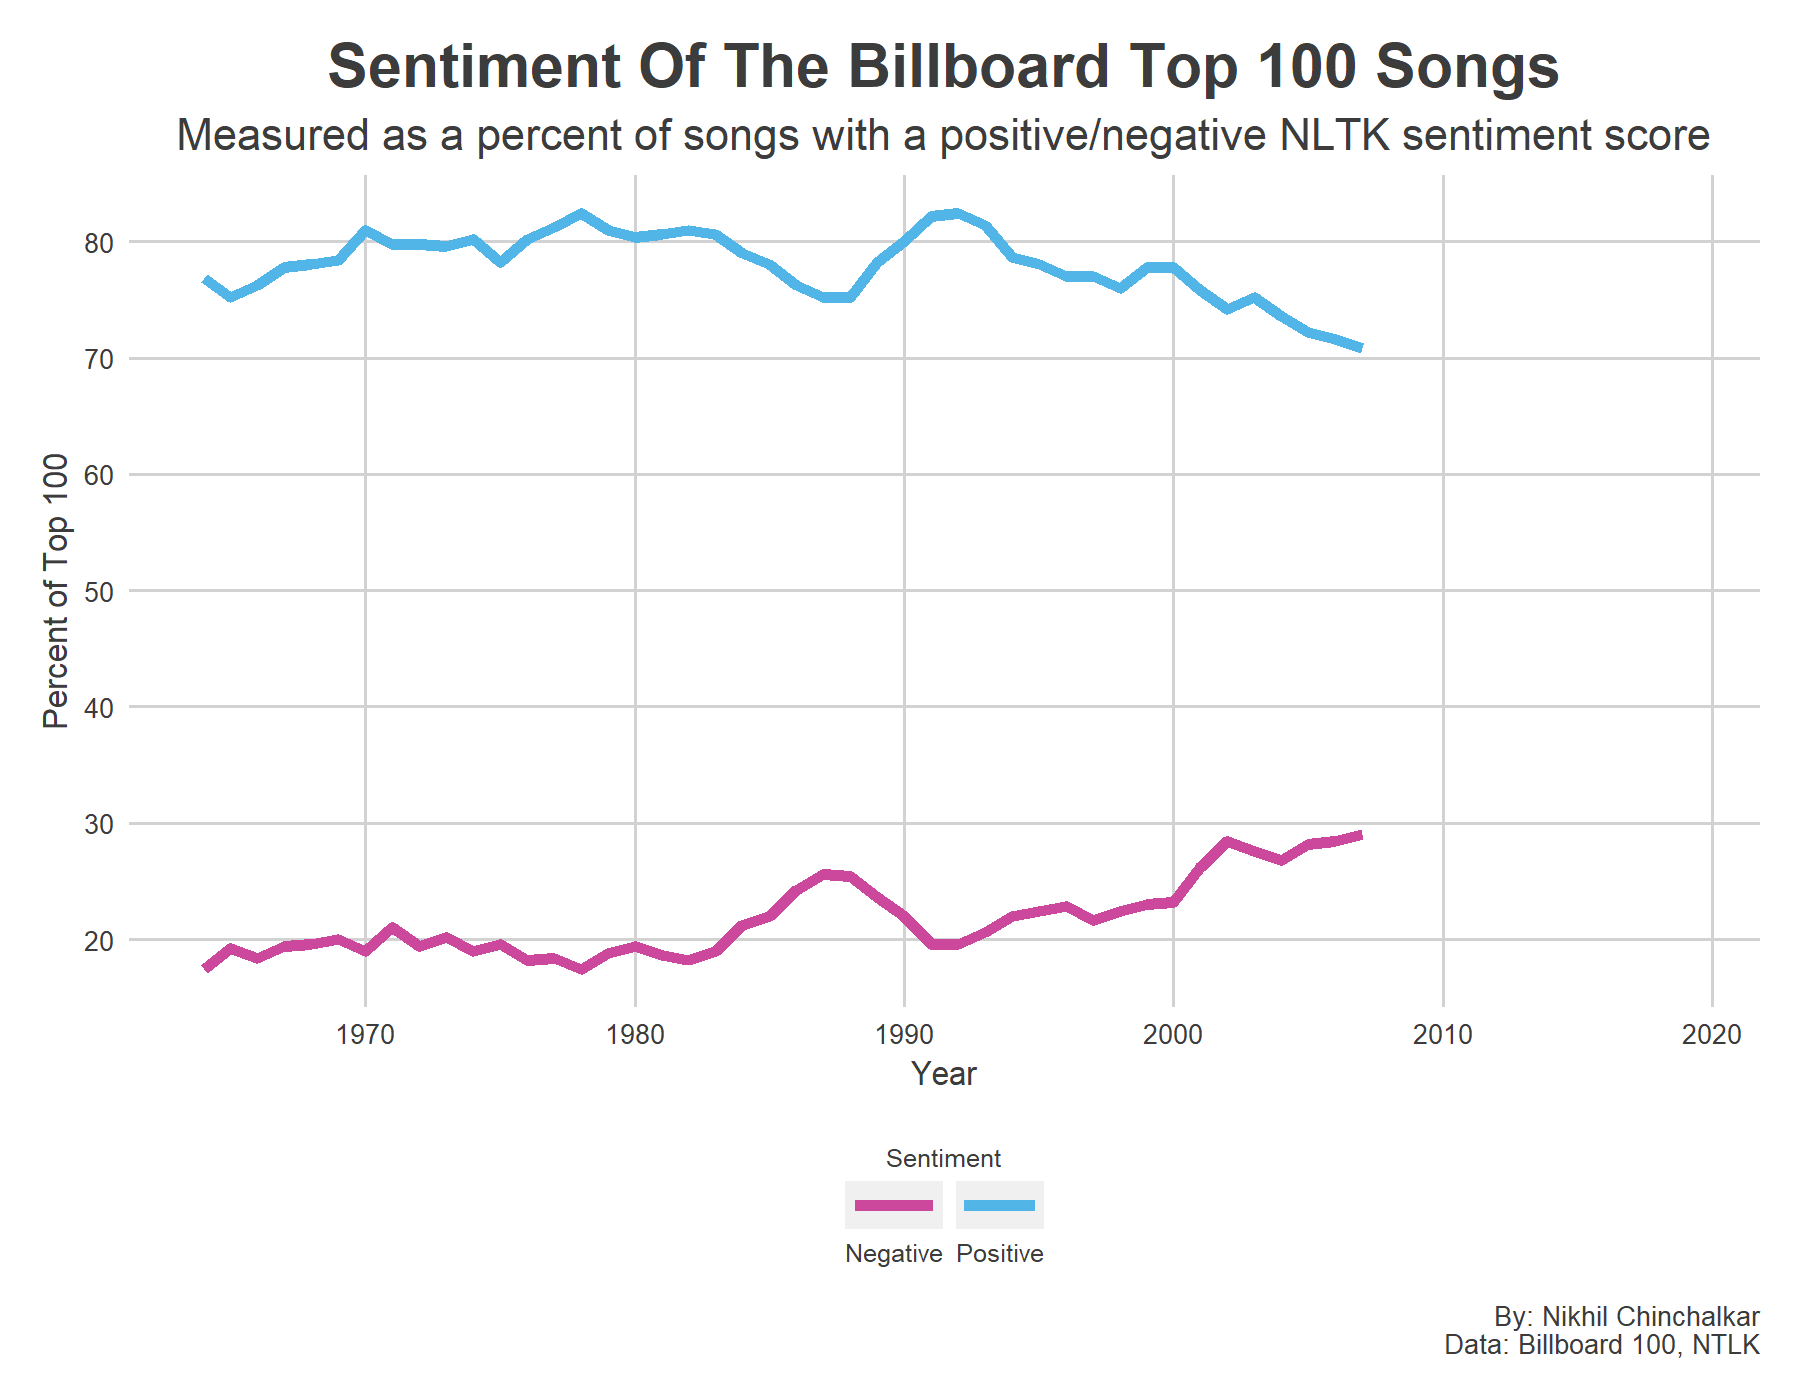 Sentiment Of The Billboard Top 100 Songs
Measured as a percent of songs with a positive/negative NLTK sentiment score
80
70
60
50
40
30
20
Percent of Top 100
1970 1980 1990 2000 2010 2020
Year
Sentiment
Negative Positive
By: Nikhil Chinchalkar
Data: Billboard 100, NTLK